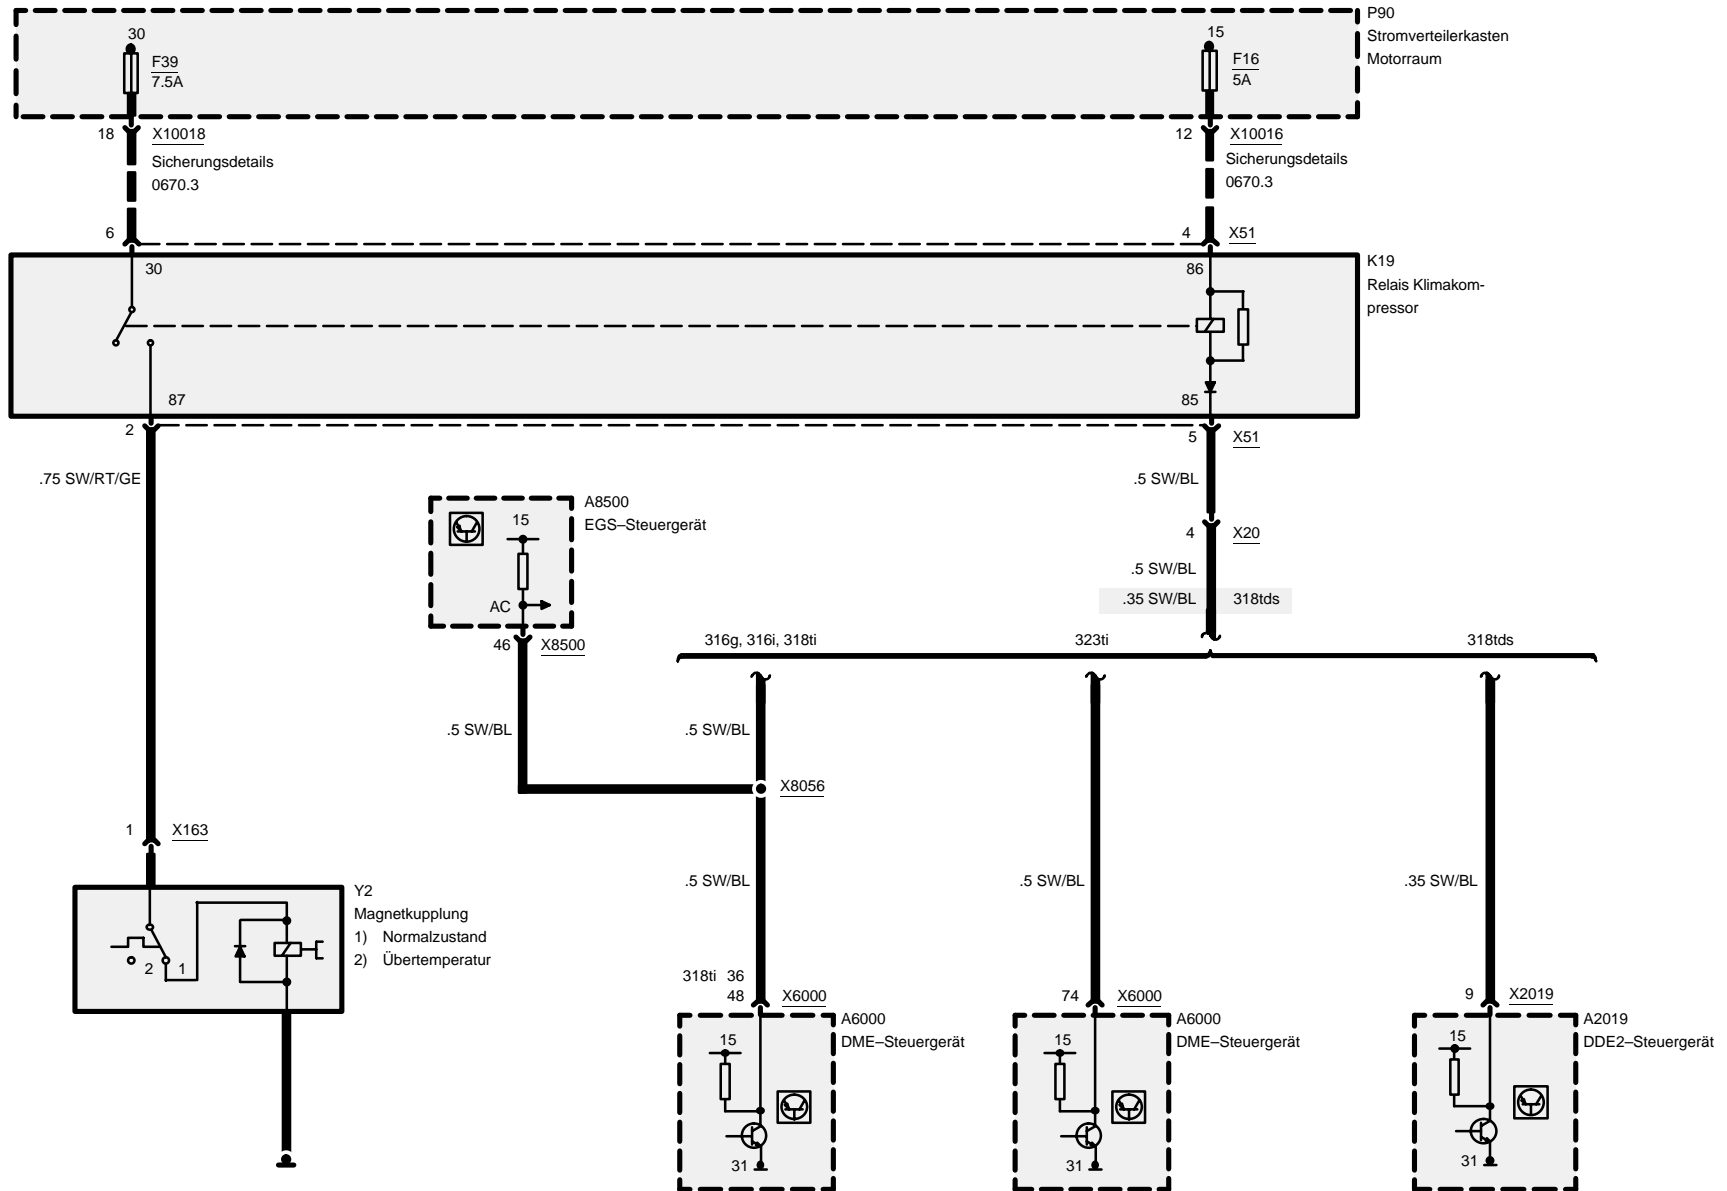 P90
Stromverteilerkasten
Motorraum
30
F39
7.5A
15
F16
5A
18 X10018
Sicherungsdetails
0670.3
12 X10016
Sicherungsdetails
0670.3
6
4 X51
30
86
K19
Relais Klimakom-
pressor
87
85
2
5 X51
.75 SW/RT/GE
.5 SW/BL
A8500
EGS–Steuergerät
15
AC
4 X20
.5 SW/BL
.35 SW/BL 318tds
46 X8500
316g, 316i, 318ti
323ti
318tds
.5 SW/BL
.5 SW/BL
X8056
1 X163
.5 SW/BL
.5 SW/BL
.35 SW/BL
Y2
Magnetkupplung
1) Normalzustand
2) Übertemperatur
2 1
318ti 36
48 X6000
74 X6000
9 X2019
A6000
DME–Steuergerät
15
31
A6000
DME–Steuergerät
15
31
A2019
DDE2–Steuergerät
15
31